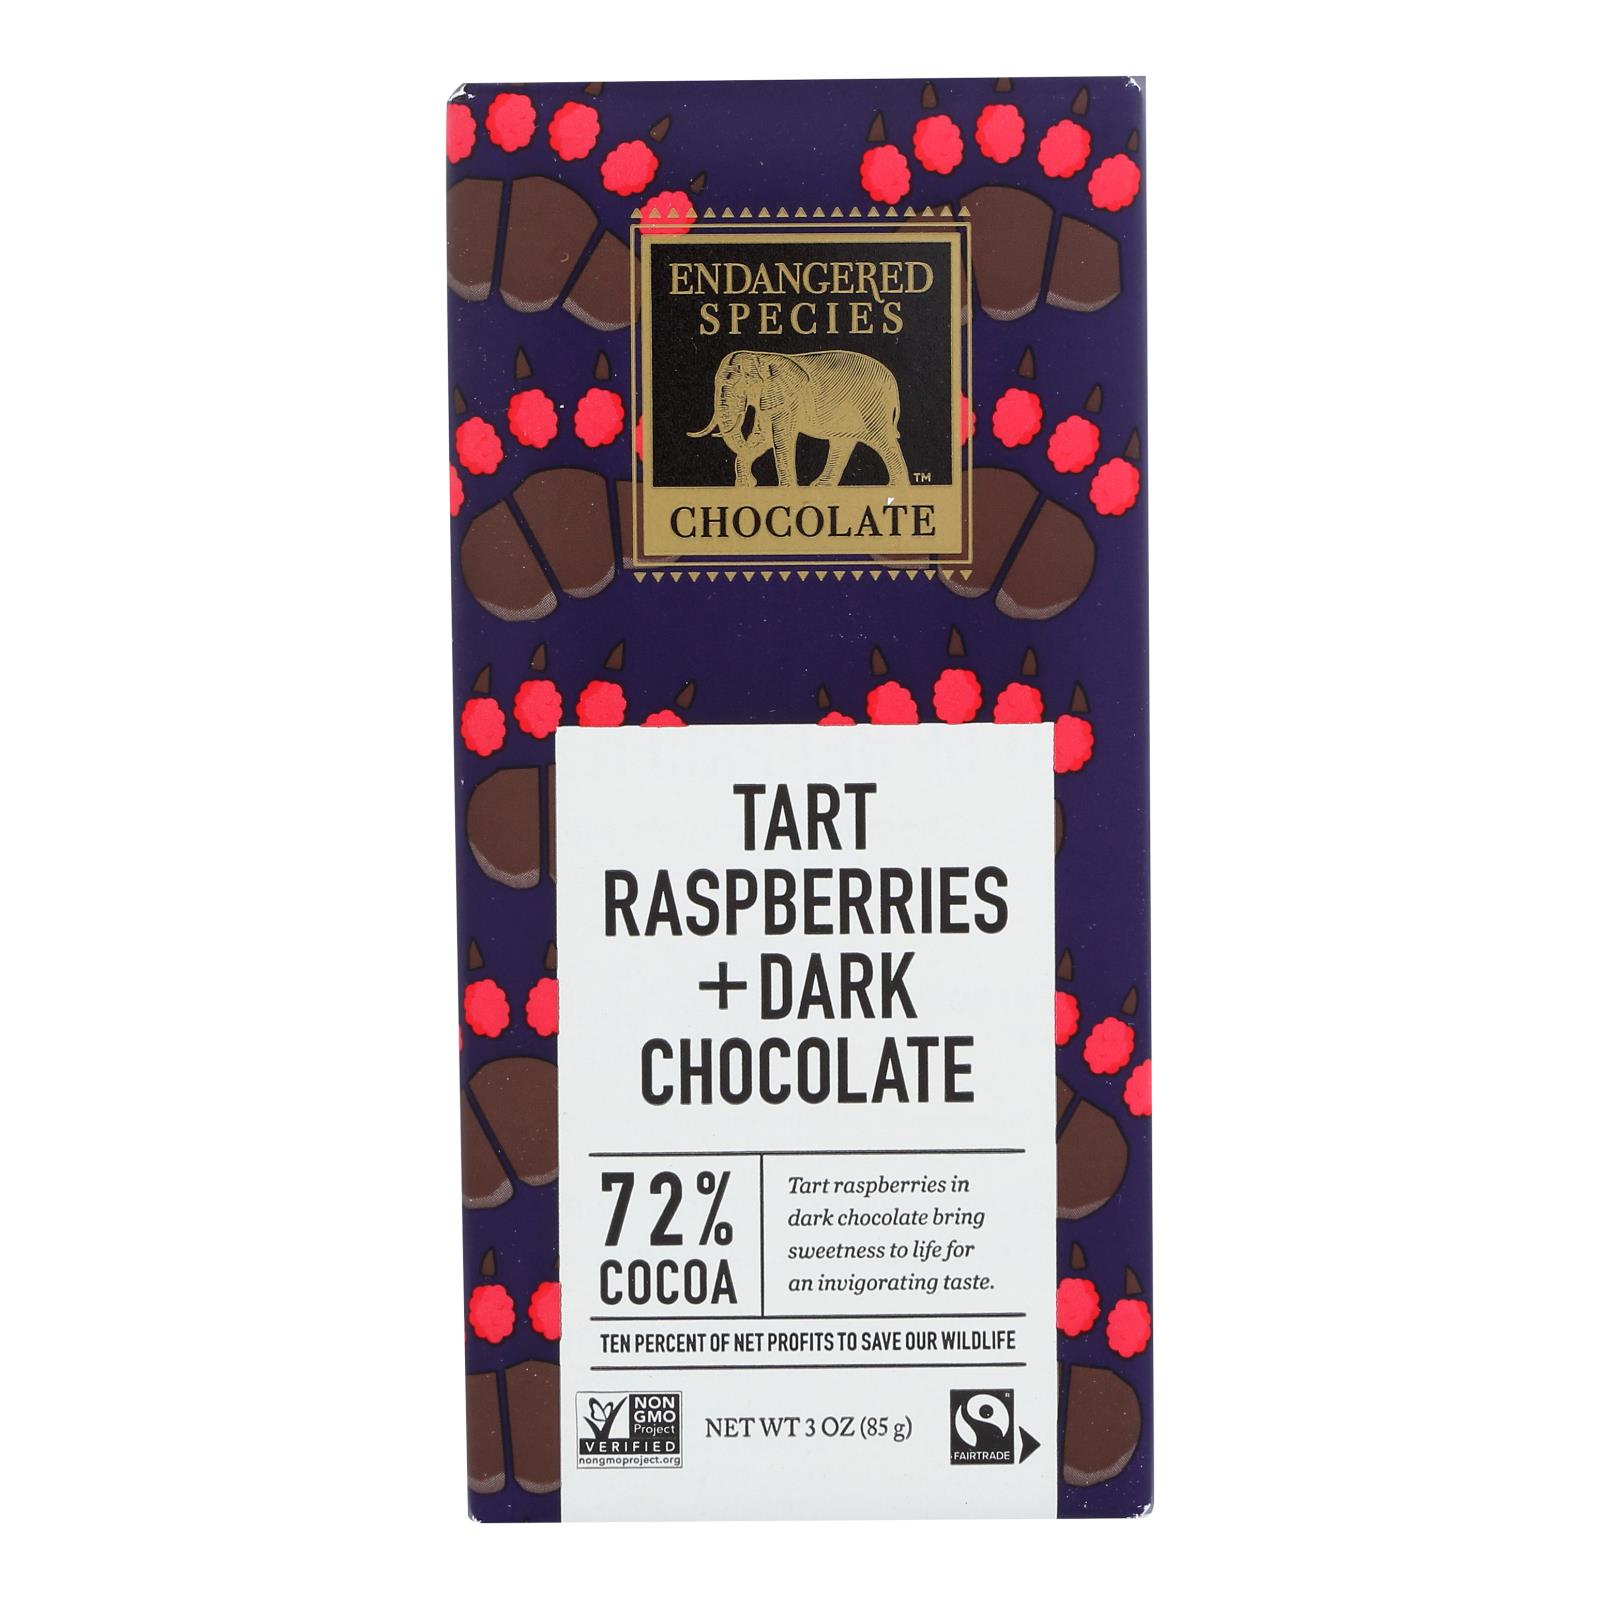 ENDANGERED
SPECIES
TM
CHOCOLATE
TART
RASPBERRIES
+DARK
CHOCOLATE
72%
COCOA
Tart raspberries in
dark chocolate bring
sweetness to life for
an invigorating taste.
TEN PERCENT OF NET PROFITS TO SAVE OUR WILDLIFE
NON
GMO
Project
VERIFIED
nongmoproject.org
NET WT 3 OZ (85 g)
FAIRTRADE